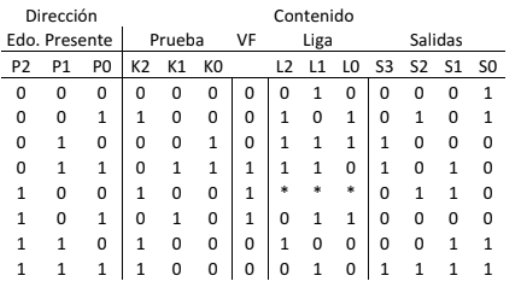 Dirección Contenido
Edo. Presente Prueba VF Liga Salidas
P2 P1 P0 K2 K1 K0 L2 L1 L0 S3 S2 S1 S0
0 0 0 0 0 0 0 0 1 0 0 0 0 1
0 0 1 1 0 0 0 1 0 1 0 1 0 1
0 1 0 0 0 1 0 1 1 1 1 0 0 0
0 1 1 0 1 1 1 1 1 0 1 0 1 0
1 0 0 1 0 0 1 * * * 0 1 1 0
1 0 1 0 1 0 1 0 1 1 0 0 0 0
1 1 0 1 0 0 0 1 0 0 0 0 1 1
1 1 1 1 0 0 0 0 1 0 1 1 1 1